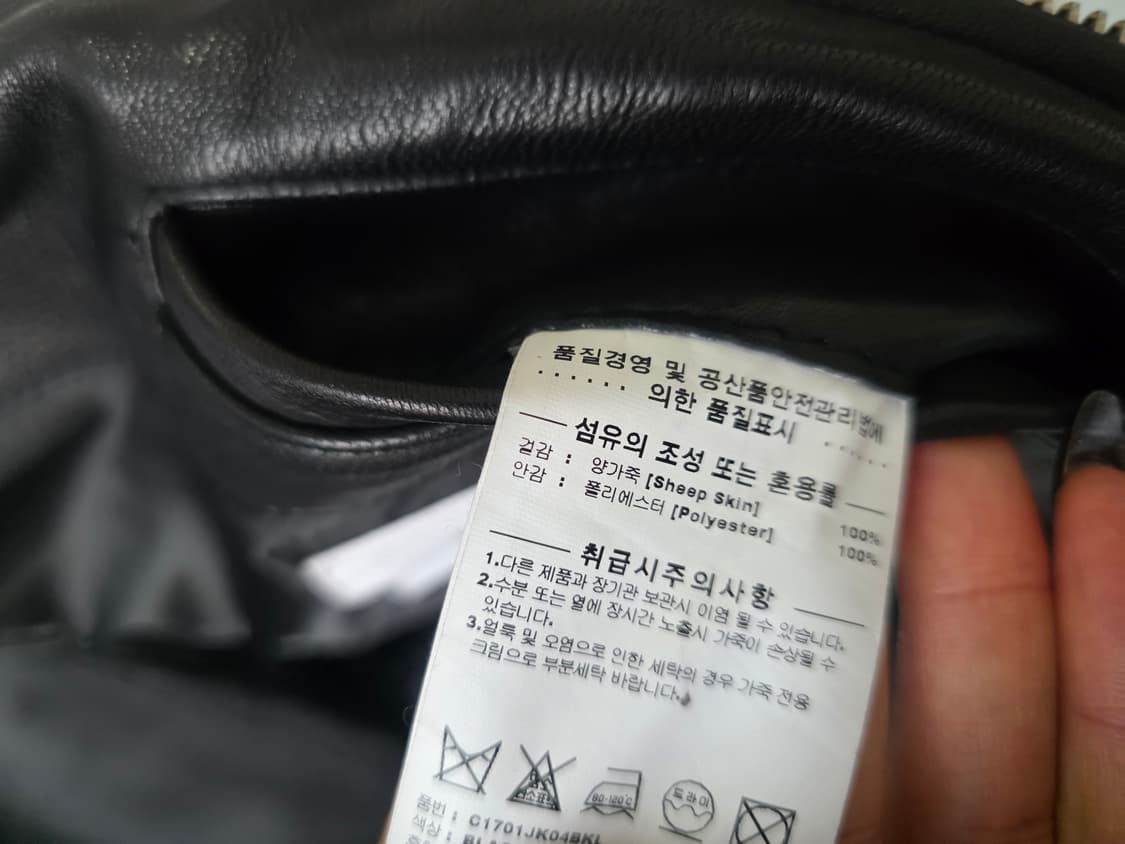 품질경영 및 공산품안전관리법에
· · · · · · 의한 품질표시 · · · · · ·
섬유의 조성 또는 혼용률
겉감 : 양가죽 [Sheep Skin] 100%
안감 : 폴리에스터 [Polyester] 100%
취급시주의사항
1.다른 제품과 장기관 보관시 이염 될 수 있습니다.
2.수분 또는 열에 장시간 노출시 가죽이 손상될 수
있습니다.
3.얼룩 및 오염으로 인한 세탁의 경우 가죽 전용
크림으로 부분세탁 바랍니다.
80-120℃
드라이
품번 : C1701JK04BKL
색상 :